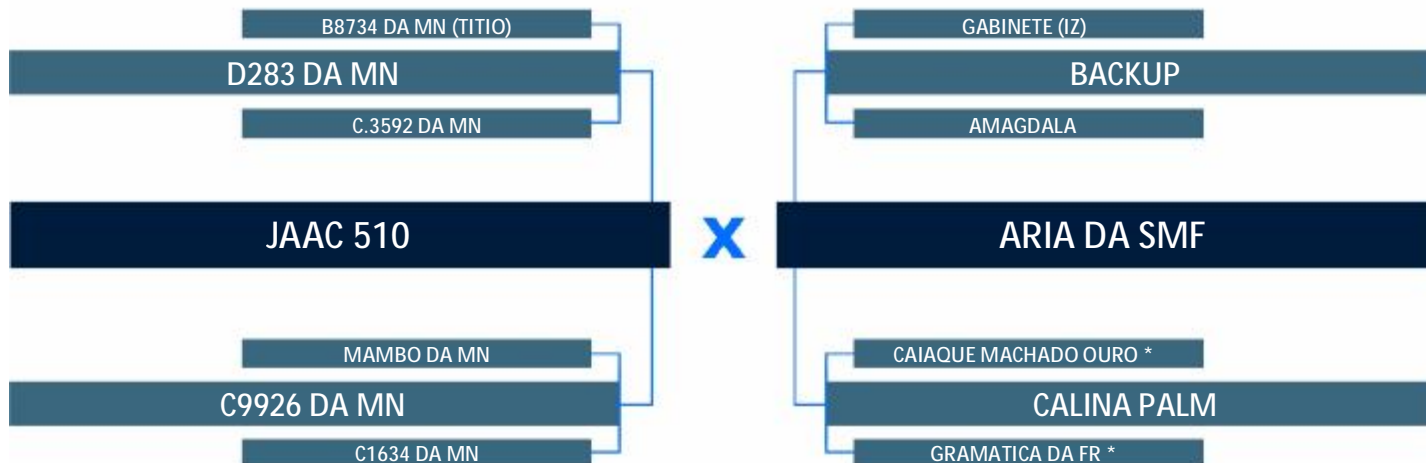 B8734 DA MN (TITIO)
D283 DA MN
C.3592 DA MN
JAAC 510
MAMBO DA MN
C9926 DA MN
C1634 DA MN
X
GABINETE (IZ)
BACKUP
AMAGDALA
ARIA DA SMF
CAIAQUE MACHADO OURO *
CALINA PALM
GRAMATICA DA FR *